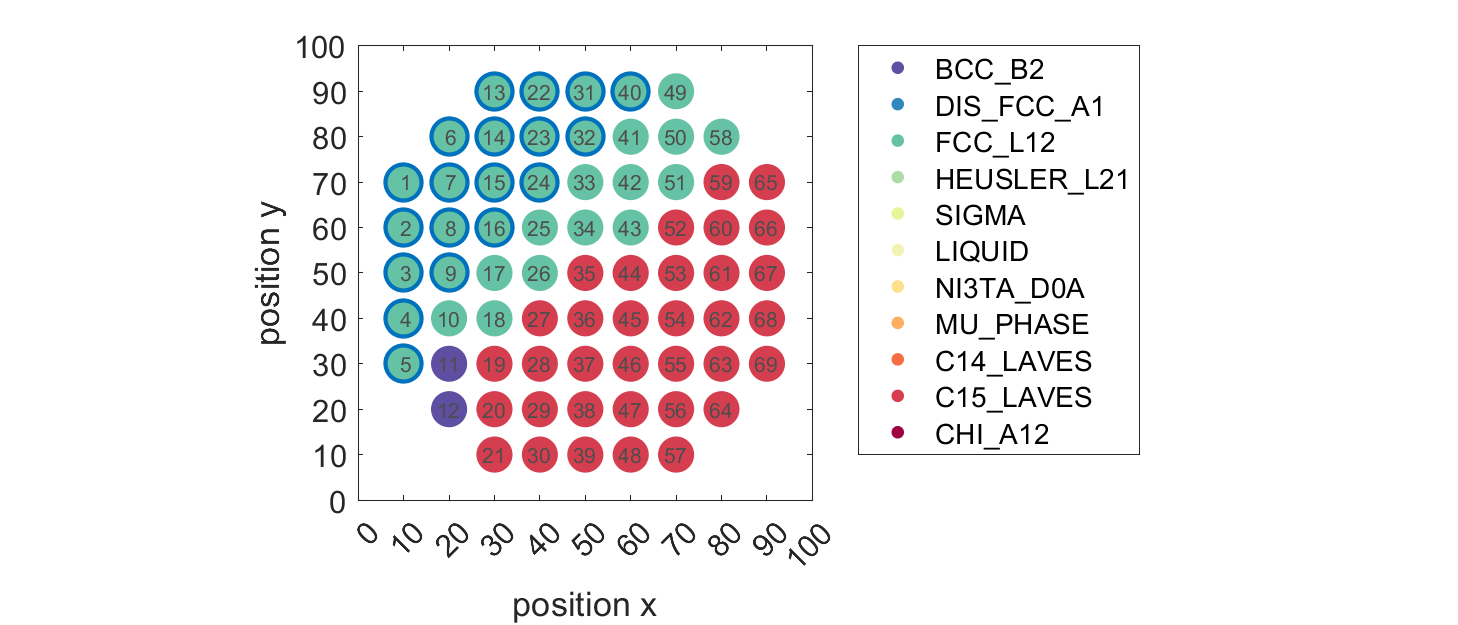 100
90
80
70
60
50
40
30
20
10
0
position y
13 22 31 40 49
6 14 23 32 41 50 58
1 7 15 24 33 42 51 59 65
2 8 16 25 34 43 52 60 66
3 9 17 26 35 44 53 61 67
4 10 18 27 36 45 54 62 68
5 11 19 28 37 46 55 63 69
12 20 29 38 47 56 64
21 30 39 48 57
0 10 20 30 40 50 60 70 80 90 100
position x
BCC_B2
DIS_FCC_A1
FCC_L12
HEUSLER_L21
SIGMA
LIQUID
NI3TA_D0A
MU_PHASE
C14_LAVES
C15_LAVES
CHI_A12